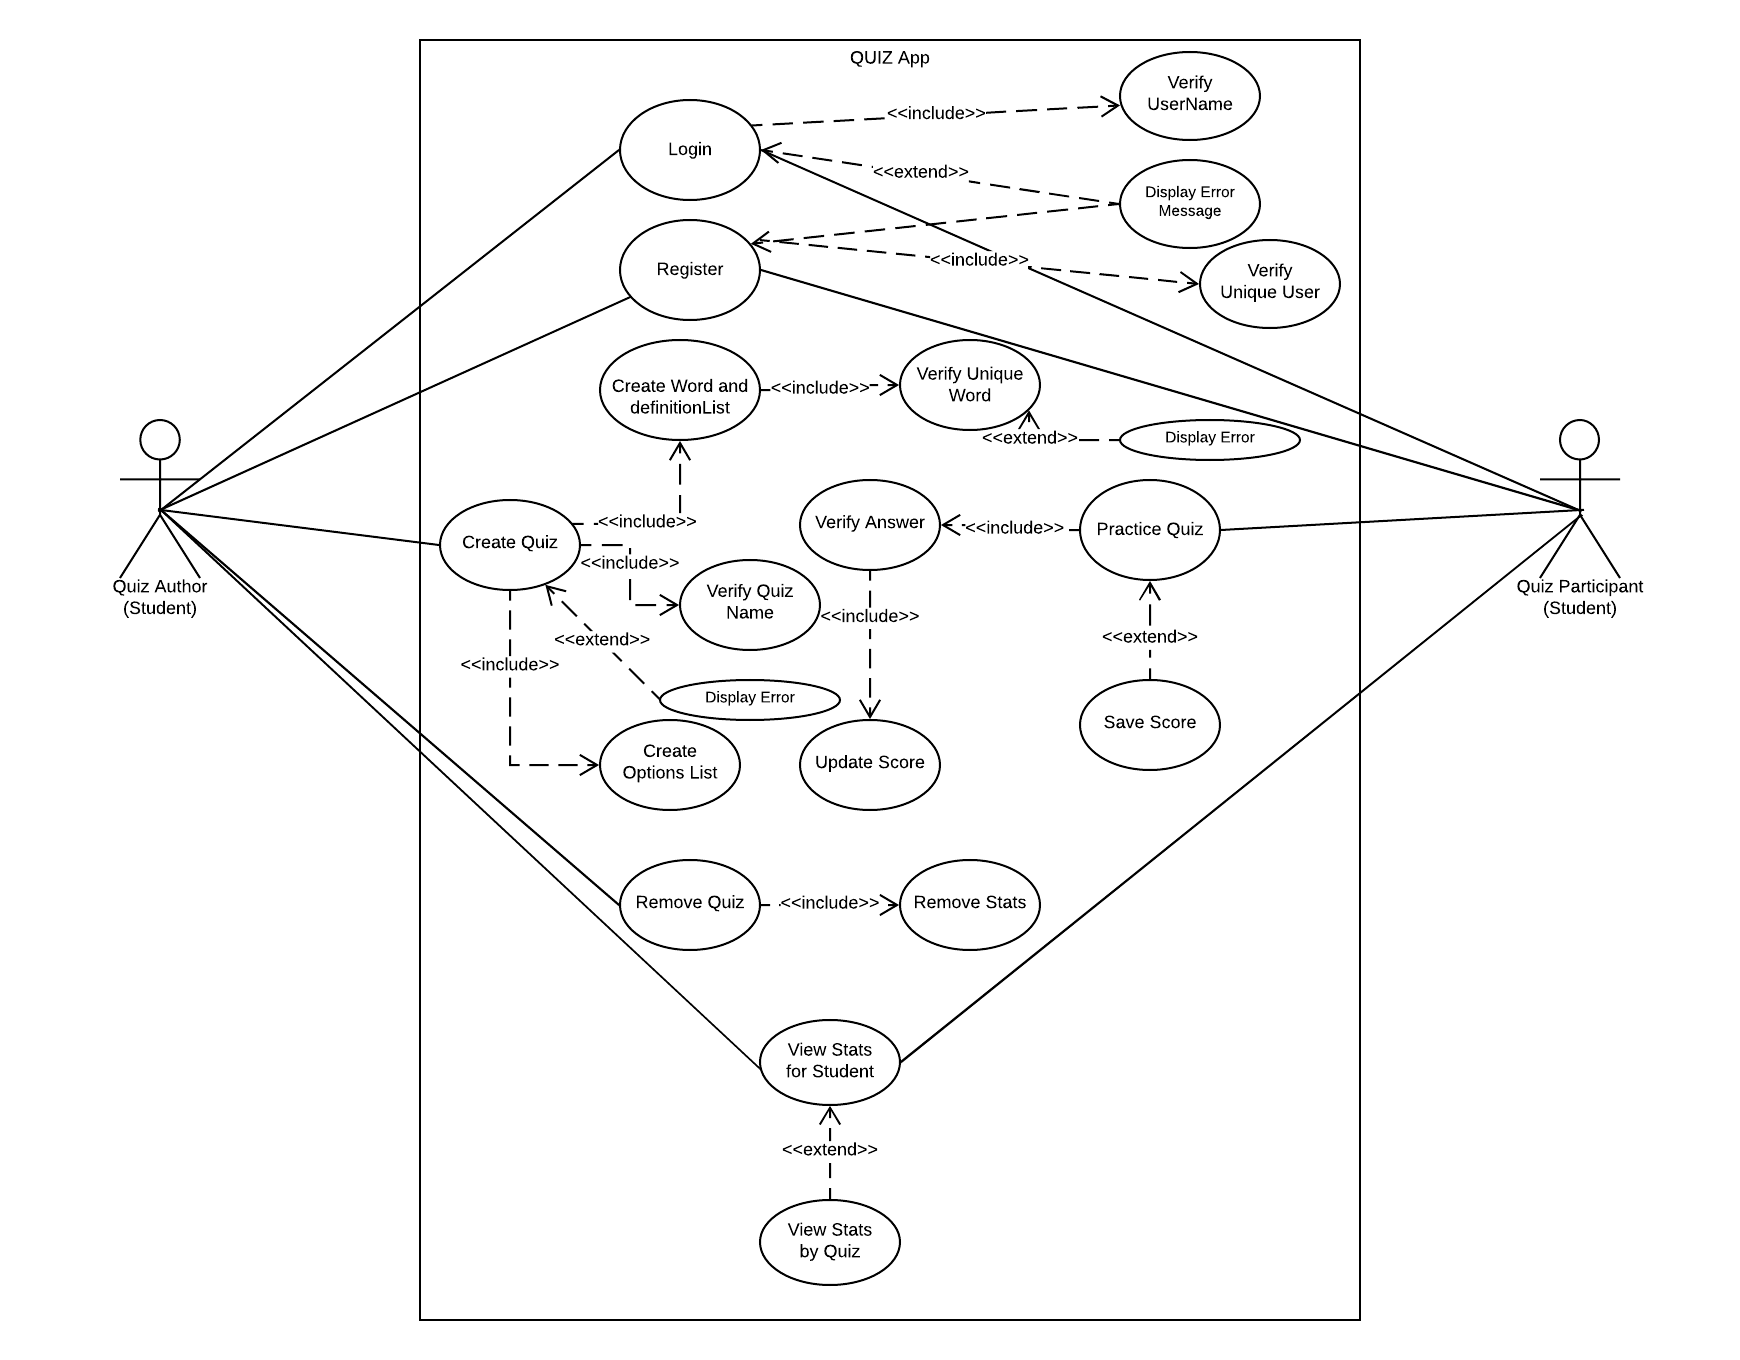 QUIZ App
Verify
UserName
<<include>>
Login
<<extend>>
Display Error
Message
Register
<<include>>
Verify
Unique User
Create Word and
definitionList
<<include>>
Verify Unique
Word
<<extend>>
Display Error
Create Quiz
<<include>>
<<include>>
Verify Answer
<<include>>
Practice Quiz
Quiz Author
(Student)
Quiz Participant
(Student)
Verify Quiz
Name
<<include>>
<<extend>>
<<extend>>
<<include>>
Display Error
Create
Options List
Update Score
Save Score
Remove Quiz
<<include>>
Remove Stats
View Stats
for Student
<<extend>>
View Stats
by Quiz